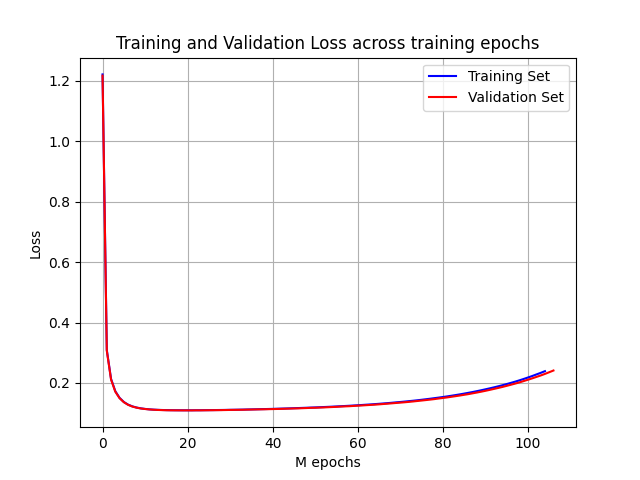 Training and Validation Loss across training epochs
Training Set
Validation Set
Loss
1.2
1.0
0.8
0.6
0.4
0.2
0
20
40
60
80
100
M epochs